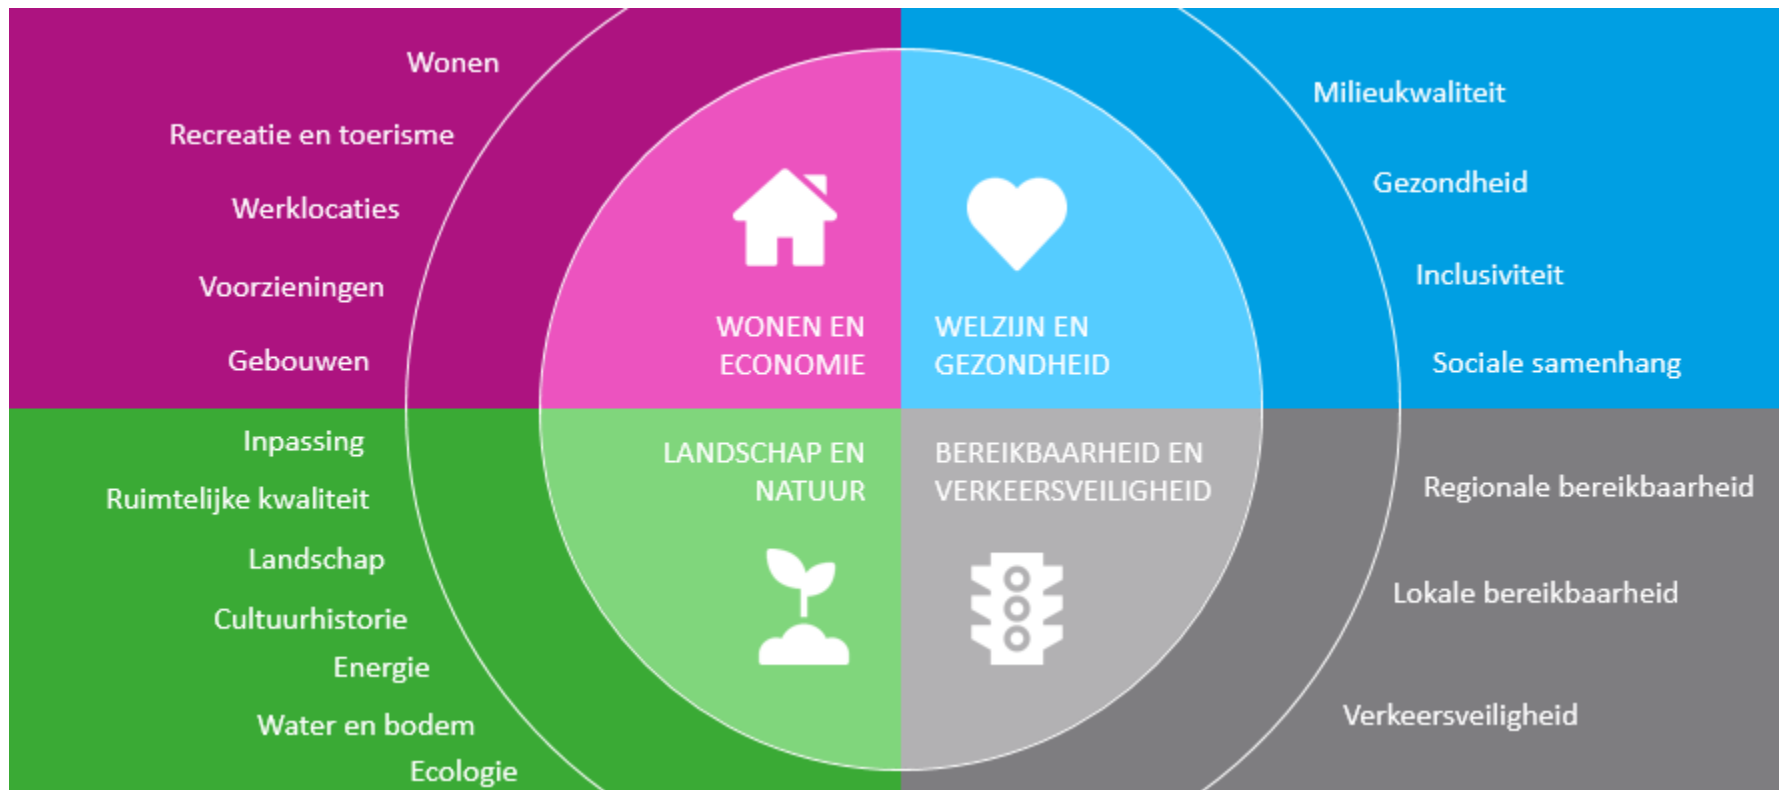 Wonen
Recreatie en toerisme
Werklocaties
Voorzieningen
Gebouwen
WONEN EN
ECONOMIE
WELZIJN EN
GEZONDHEID
Milieukwaliteit
Gezondheid
Inclusiviteit
Sociale samenhang
Inpassing
Ruimtelijke kwaliteit
Landschap
Cultuurhistorie
Energie
Water en bodem
Ecologie
LANDSCHAP EN
NATUUR
BEREIKBAARHEID EN
VERKEERSVEILIGHEID
Regionale bereikbaarheid
Lokale bereikbaarheid
Verkeersveiligheid